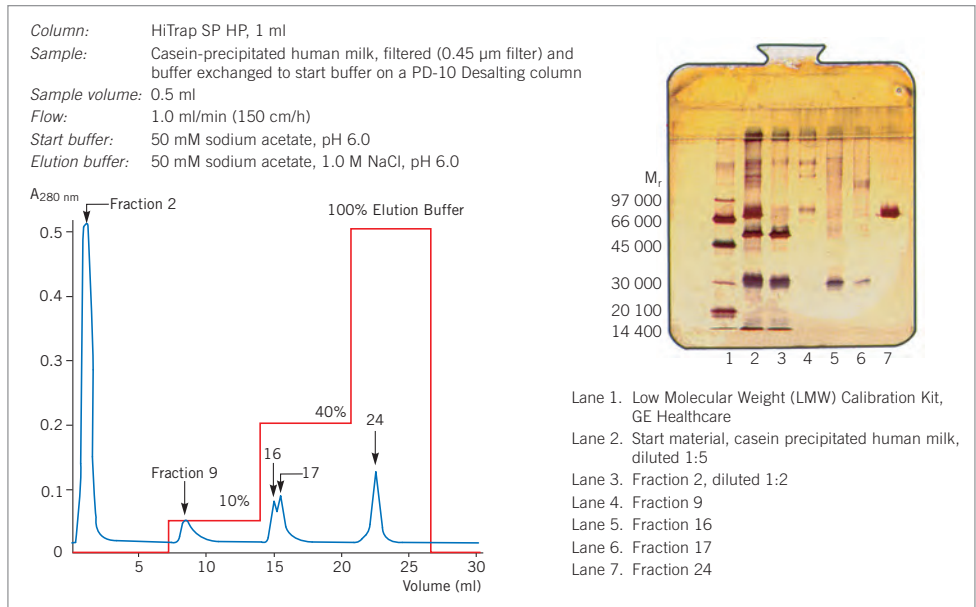 Column: HiTrap SP HP, 1 ml
Sample: Casein-precipitated human milk, filtered (0.45 µm filter) and
buffer exchanged to start buffer on a PD-10 Desalting column
Sample volume: 0.5 ml
Flow: 1.0 ml/min (150 cm/h)
Start buffer: 50 mM sodium acetate, pH 6.0
Elution buffer: 50 mM sodium acetate, 1.0 M NaCl, pH 6.0
A280 nm
Fraction 2
100% Elution Buffer
0.5
0.4
0.3
0.2
0.1
0
40%
24
16
17
Fraction 9
10%
5 10 15 20 25 30
Volume (ml)
Mr
97 000
66 000
45 000
30 000
20 100
14 400
1 2 3 4 5 6 7
Lane 1. Low Molecular Weight (LMW) Calibration Kit,
GE Healthcare
Lane 2. Start material, casein precipitated human milk,
diluted 1:5
Lane 3. Fraction 2, diluted 1:2
Lane 4. Fraction 9
Lane 5. Fraction 16
Lane 6. Fraction 17
Lane 7. Fraction 24